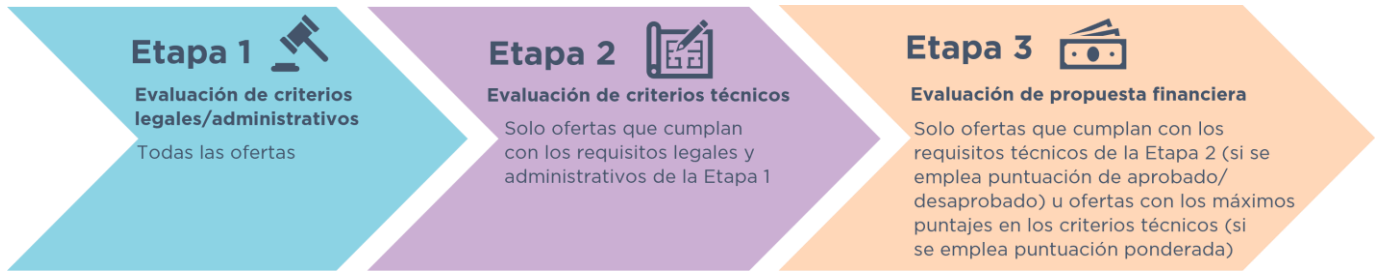 Etapa 1
Evaluación de criterios
legales/administrativos
Todas las ofertas
Etapa 2
Evaluación de criterios técnicos
Solo ofertas que cumplan
con los requisitos legales y
administrativos de la Etapa 1
Etapa 3
Evaluación de propuesta financiera
Solo ofertas que cumplan con los
requisitos técnicos de la Etapa 2 (si se
emplea puntuación de aprobado/
desaprobado) u ofertas con los máximos
puntajes en los criterios técnicos (si
se emplea puntuación ponderada)